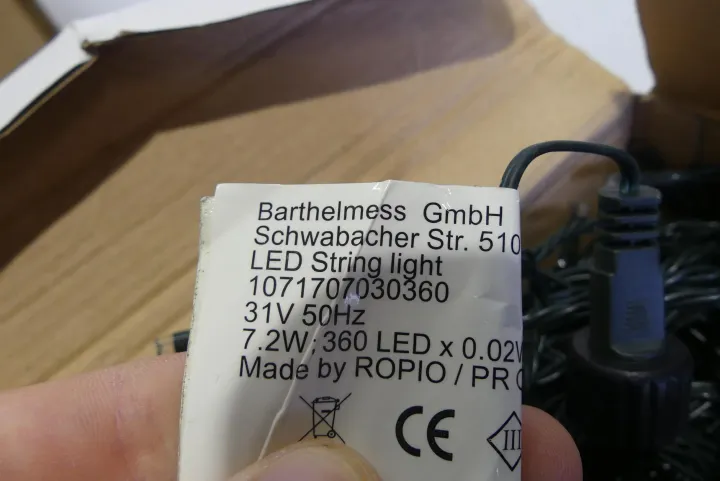 Barthelmess GmbH
Schwabacher Str. 510
LED String light
1071707030360
31V 50Hz
7.2W; 360 LED x 0.02W
Made by ROPIO / PR
CE
III